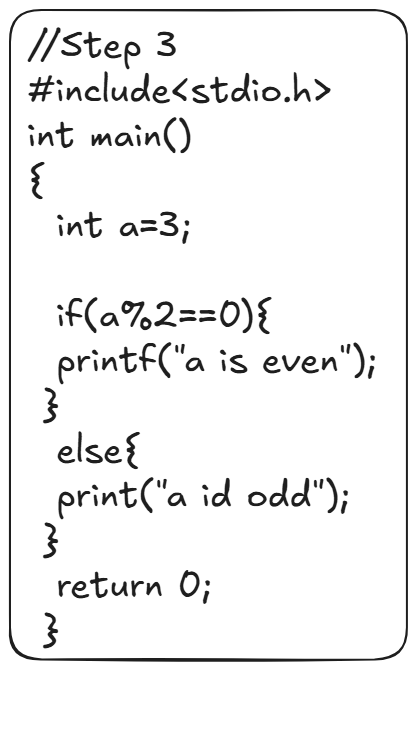 //Step 3
#include<stdio.h>
int main()
{
int a=3;
if(a%2==0){
printf("a is even");
}
else{
print("a id odd");
}
return 0;
}